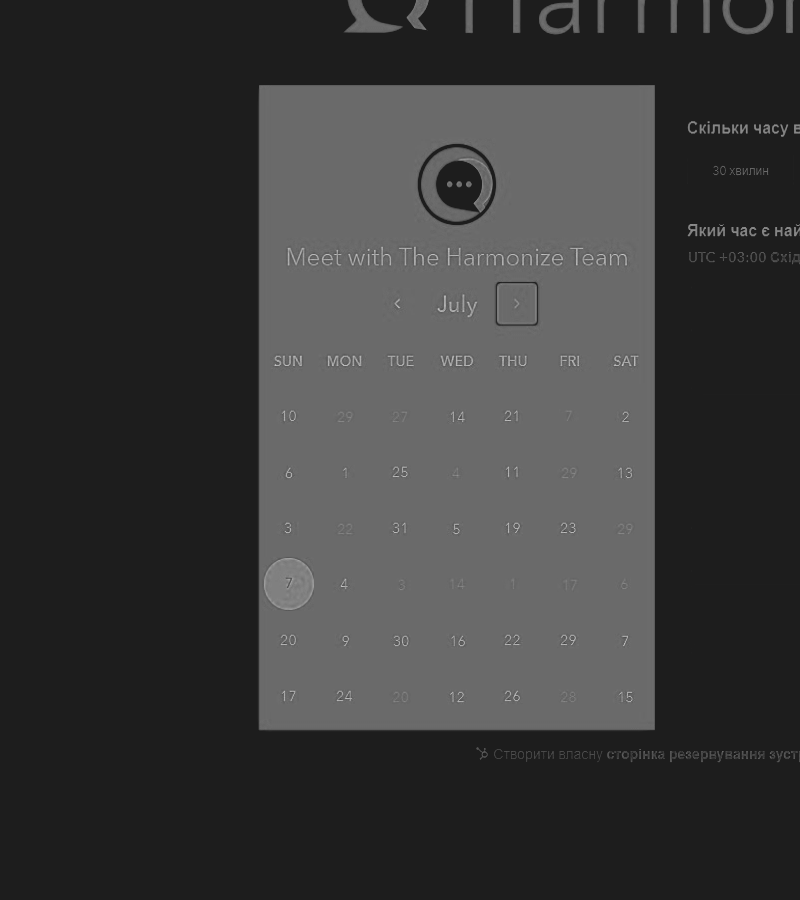 Harmon
Скільки часу в
30 хвилин
Meet with The Harmonize Team
Який час є най
UTC +03:00 Схід
July
SUN MON TUE WED THU FRI SAT
10 29 27 14 21 7 2
6 1 25 4 11 29 13
3 22 31 5 19 23 29
7 4 3 14 1 17 6
20 9 30 16 22 29 7
17 24 20 12 26 28 15
Створити власну сторінка резервування зуст